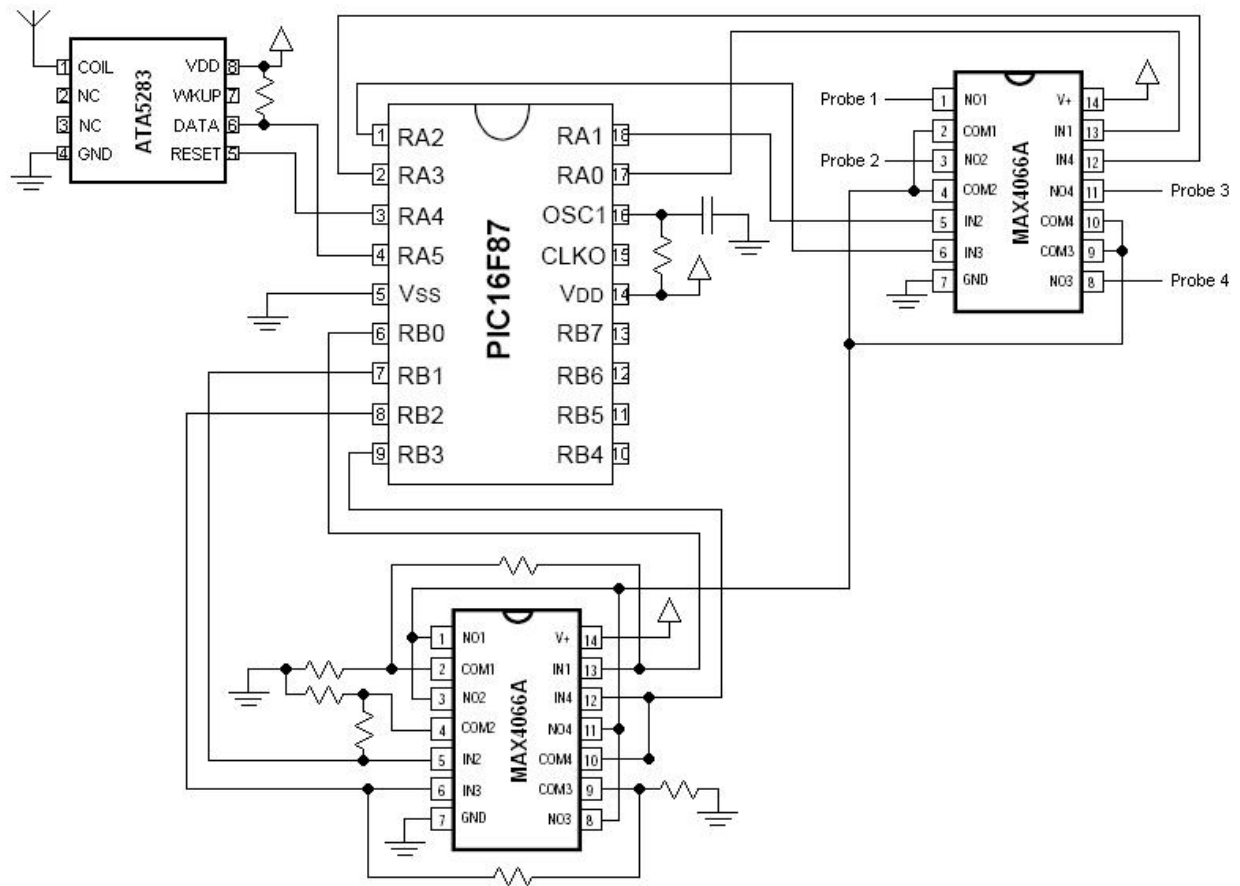 ATA5283
1 COIL
2 NC
3 NC
4 GND
VDD 8
WKUP 7
DATA 6
RESET 5
PIC16F87
1 RA2
2 RA3
3 RA4
4 RA5
5 VSS
6 RB0
7 RB1
8 RB2
9 RB3
RA1 18
RA0 17
OSC1 16
CLKO 15
VDD 14
RB7 13
RB6 12
RB5 11
RB4 10
MAX4066A
Probe 1 1 NO1
2 COM1
Probe 2 3 NO2
4 COM2
5 IN2
6 IN3
7 GND
V+ 14
IN1 13
IN4 12
NO4 11 Probe 3
COM4 10
COM3 9
NO3 8 Probe 4
MAX4066A
1 NO1
2 COM1
3 NO2
4 COM2
5 IN2
6 IN3
7 GND
V+ 14
IN1 13
IN4 12
NO4 11
COM4 10
COM3 9
NO3 8